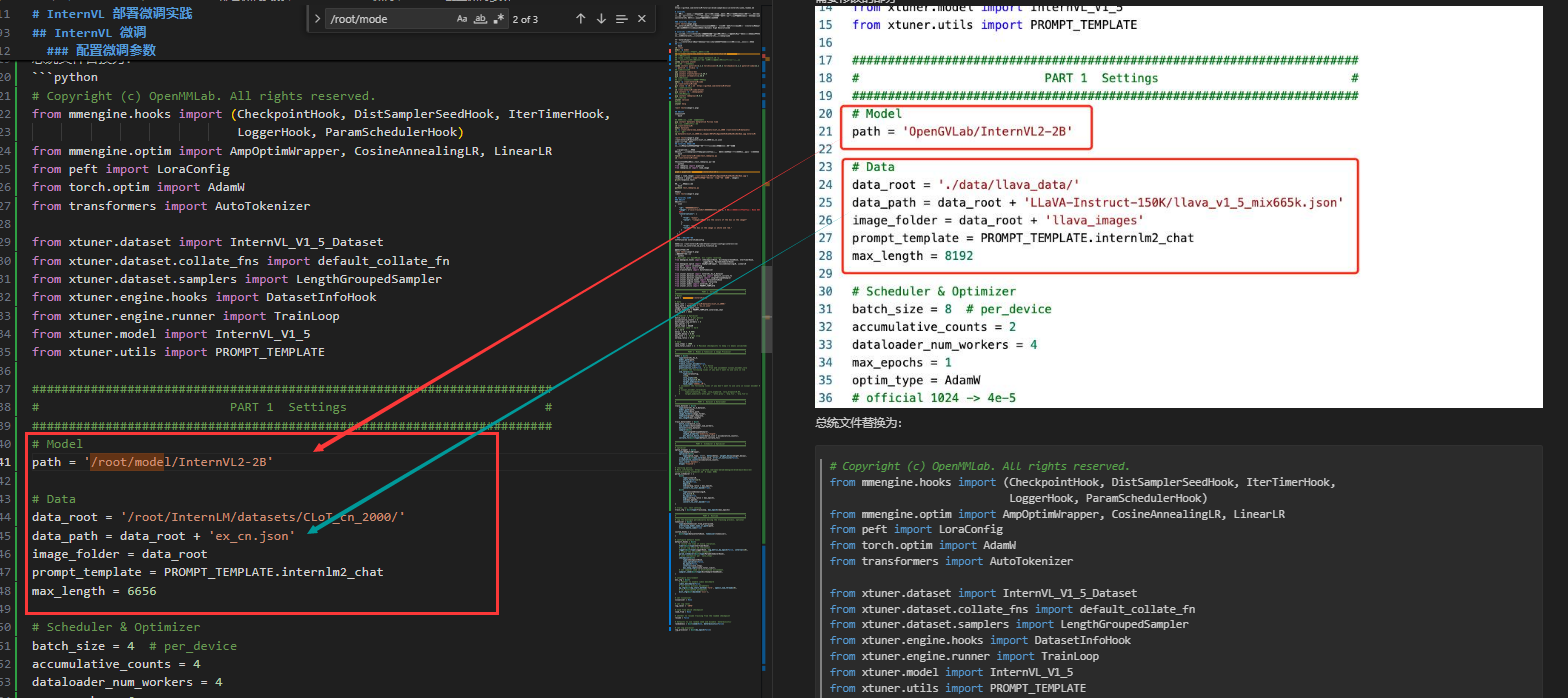 # InternVL 部署微调实践
## InternVL 微调
### 配置微调参数
/root/mode
Aa ab .*
2 of 3
20 ```python
21 # Copyright (c) OpenMMLab. All rights reserved.
22 from mmengine.hooks import (CheckpointHook, DistSamplerSeedHook, IterTimerHook,
23 LoggerHook, ParamSchedulerHook)
24 from mmengine.optim import AmpOptimWrapper, CosineAnnealingLR, LinearLR
25 from peft import LoraConfig
26 from torch.optim import AdamW
27 from transformers import AutoTokenizer
28
29 from xtuner.dataset import InternVL_V1_5_Dataset
30 from xtuner.dataset.collate_fns import default_collate_fn
31 from xtuner.dataset.samplers import LengthGroupedSampler
32 from xtuner.engine.hooks import DatasetInfoHook
33 from xtuner.engine.runner import TrainLoop
34 from xtuner.model import InternVL_V1_5
35 from xtuner.utils import PROMPT_TEMPLATE
36
37 #######################################################################
38 # PART 1 Settings #
39 #######################################################################
40 # Model
41 path = '/root/model/InternVL2-2B'
42
43 # Data
44 data_root = '/root/InternLM/datasets/CLoT_cn_2000/'
45 data_path = data_root + 'ex_cn.json'
46 image_folder = data_root
47 prompt_template = PROMPT_TEMPLATE.internlm2_chat
48 max_length = 6656
49
50 # Scheduler & Optimizer
51 batch_size = 4 # per_device
52 accumulative_counts = 4
53 dataloader_num_workers = 4
14 from xtuner.model import InternVL_V1_5
15 from xtuner.utils import PROMPT_TEMPLATE
16
17 #######################################################################
18 # PART 1 Settings #
19 #######################################################################
20 # Model
21 path = 'OpenGVLab/InternVL2-2B'
22
23 # Data
24 data_root = './data/llava_data/'
25 data_path = data_root + 'LLaVA-Instruct-150K/llava_v1_5_mix665k.json'
26 image_folder = data_root + 'llava_images'
27 prompt_template = PROMPT_TEMPLATE.internlm2_chat
28 max_length = 8192
29
30 # Scheduler & Optimizer
31 batch_size = 8 # per_device
32 accumulative_counts = 2
33 dataloader_num_workers = 4
34 max_epochs = 1
35 optim_type = AdamW
36 # official 1024 -> 4e-5
总统文件替换为:
# Copyright (c) OpenMMLab. All rights reserved.
from mmengine.hooks import (CheckpointHook, DistSamplerSeedHook, IterTimerHook,
LoggerHook, ParamSchedulerHook)
from mmengine.optim import AmpOptimWrapper, CosineAnnealingLR, LinearLR
from peft import LoraConfig
from torch.optim import AdamW
from transformers import AutoTokenizer
from xtuner.dataset import InternVL_V1_5_Dataset
from xtuner.dataset.collate_fns import default_collate_fn
from xtuner.dataset.samplers import LengthGroupedSampler
from xtuner.engine.hooks import DatasetInfoHook
from xtuner.engine.runner import TrainLoop
from xtuner.model import InternVL_V1_5
from xtuner.utils import PROMPT_TEMPLATE